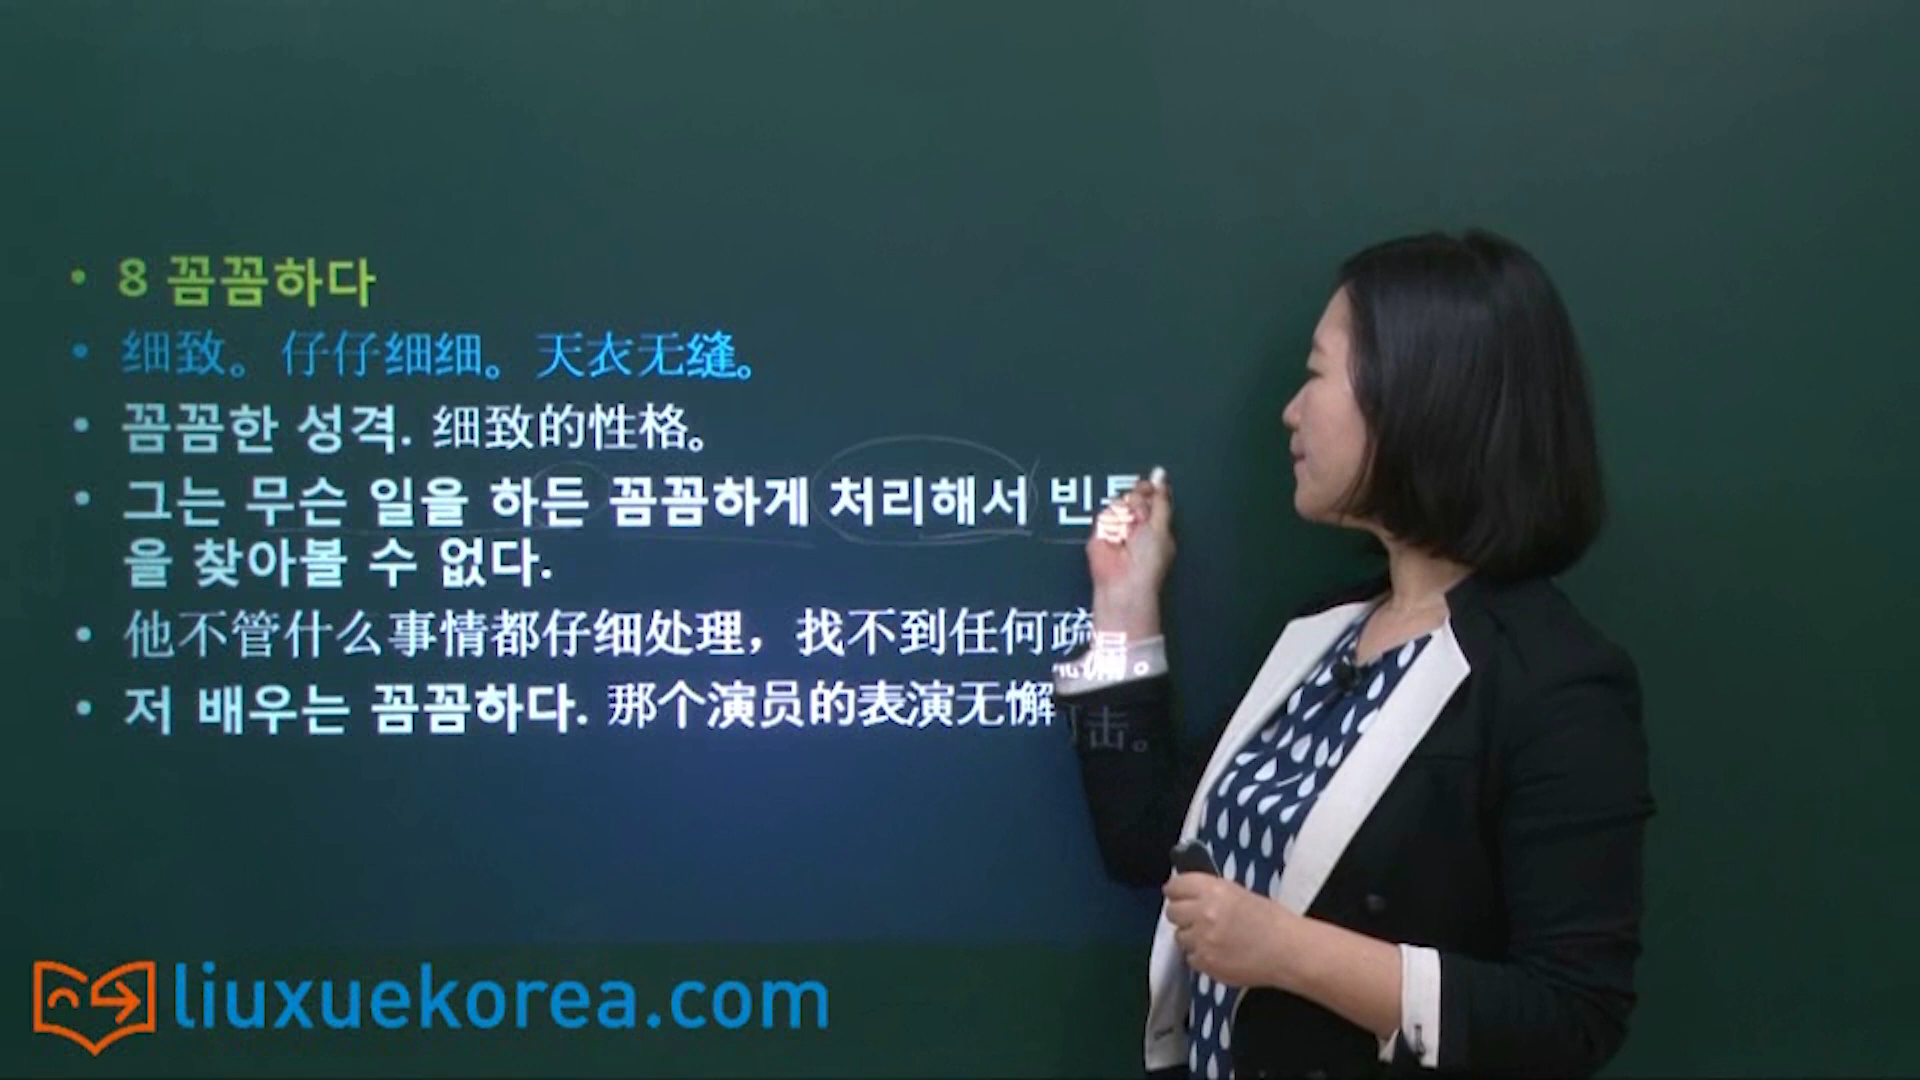 • 8 꼼꼼하다
• 细致。仔仔细细。天衣无缝。
• 꼼꼼한 성격. 细致的性格。
• 그는 무슨 일을 하든 꼼꼼하게 처리해서 빈틈
을 찾아볼 수 없다.
• 他不管什么事情都仔细处理，找不到任何疏漏。
• 저 배우는 꼼꼼하다. 那个演员的表演无懈可击。
liuxuekorea.com